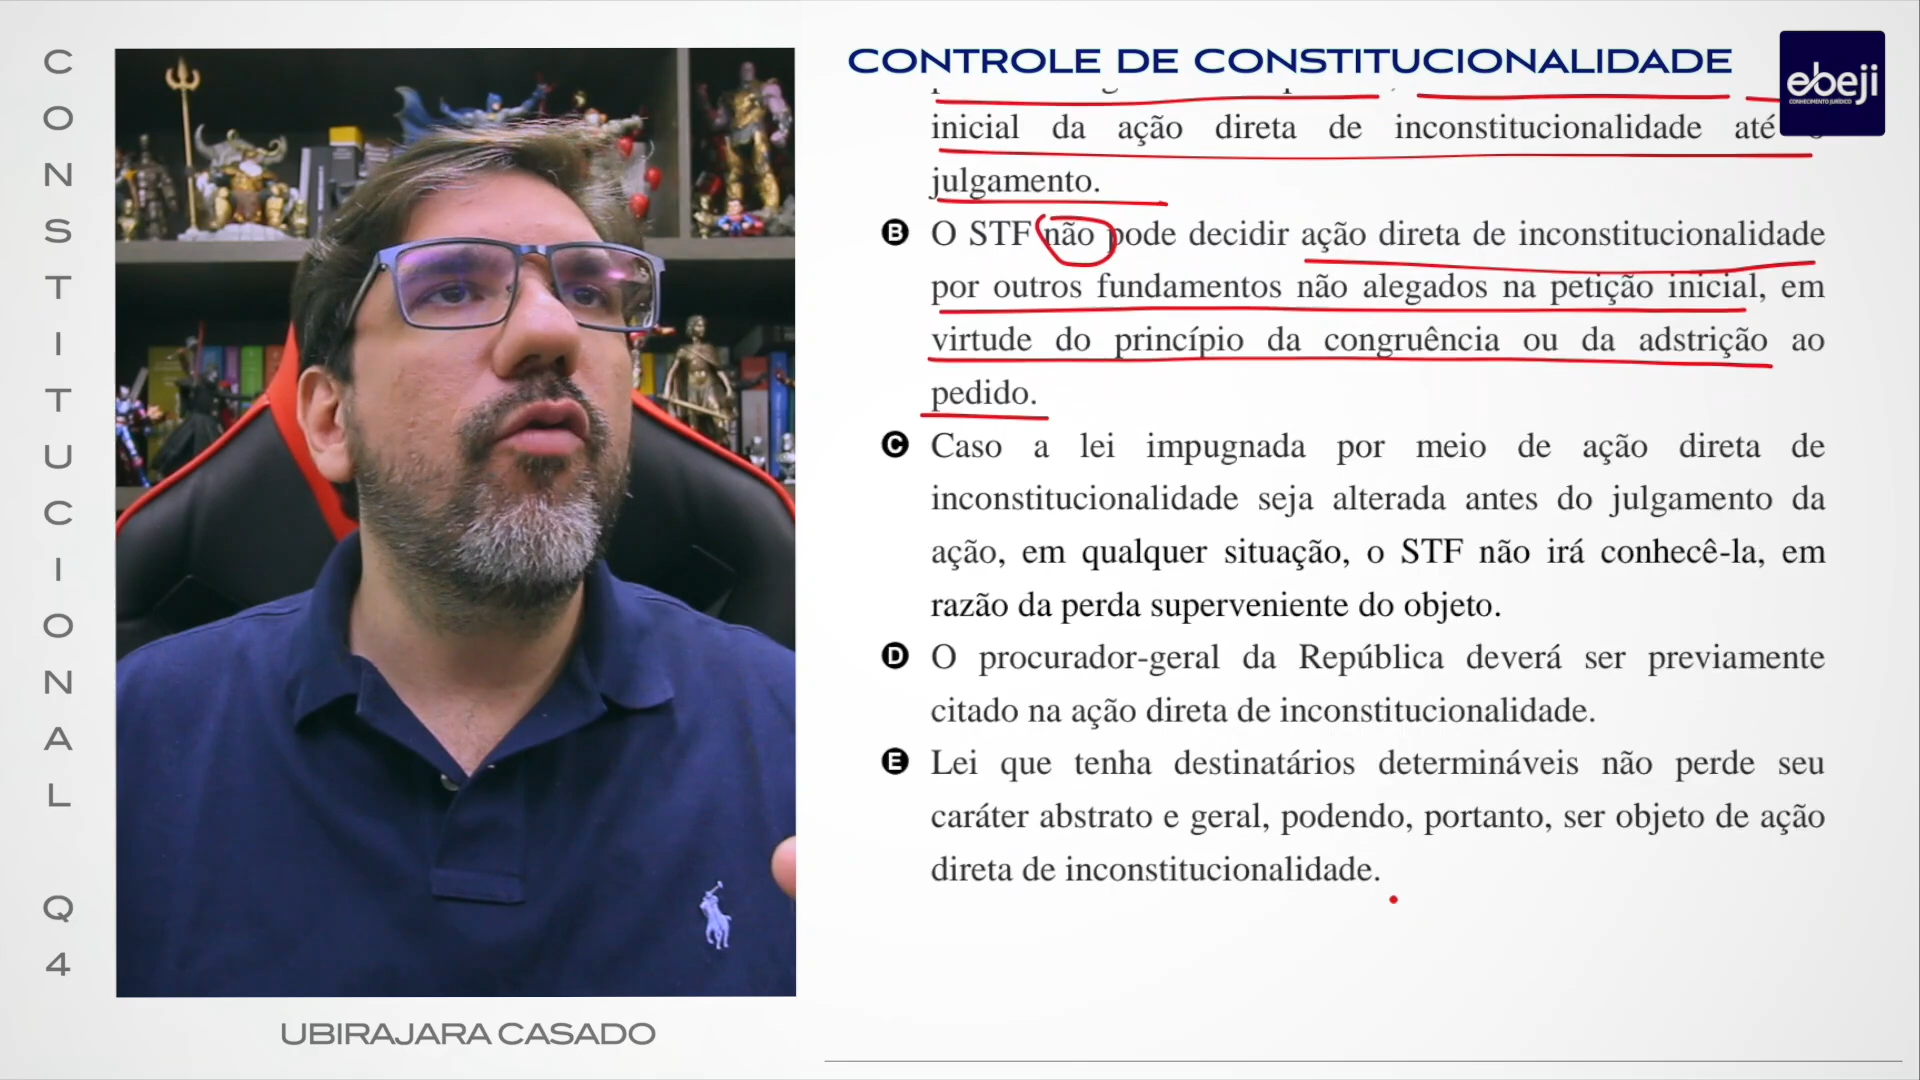 CONSTITUCIONAL Q4
CONTROLE DE CONSTITUCIONALIDADE
ebeji
CONHECIMENTO JURÍDICO
inicial da ação direta de inconstitucionalidade até
julgamento.
B O STF não pode decidir ação direta de inconstitucionalidade
por outros fundamentos não alegados na petição inicial, em
virtude do princípio da congruência ou da adstrição ao
pedido.
C Caso a lei impugnada por meio de ação direta de
inconstitucionalidade seja alterada antes do julgamento da
ação, em qualquer situação, o STF não irá conhecê-la, em
razão da perda superveniente do objeto.
D O procurador-geral da República deverá ser previamente
citado na ação direta de inconstitucionalidade.
E Lei que tenha destinatários determináveis não perde seu
caráter abstrato e geral, podendo, portanto, ser objeto de ação
direta de inconstitucionalidade.
UBIRAJARA CASADO